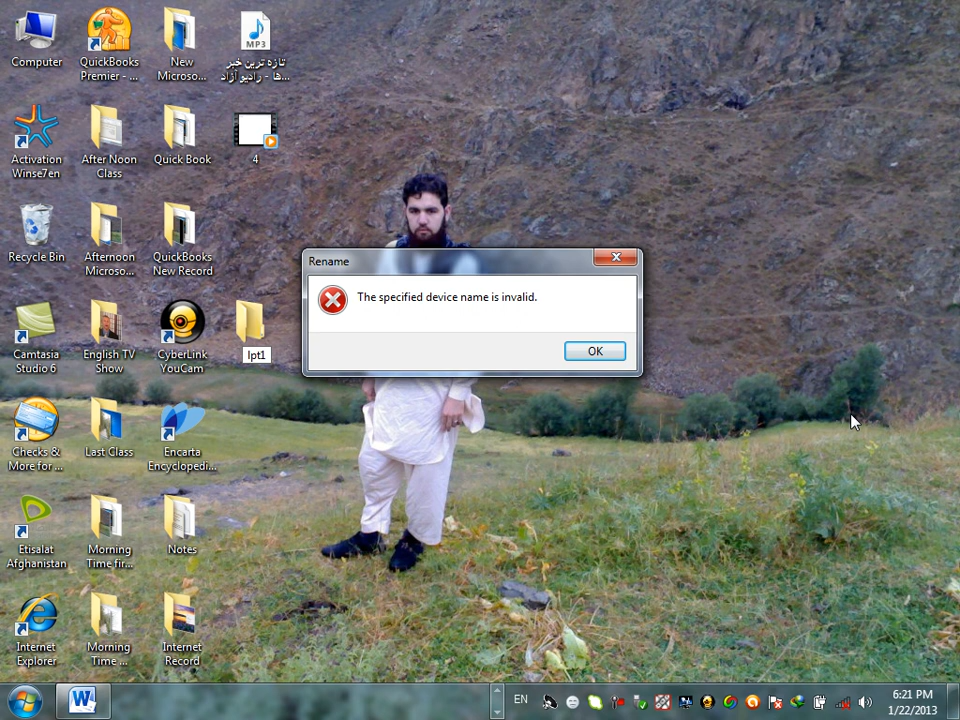 Computer
QuickBooks
Premier - ...
New
Microso...
MP3
تازه ترین خبر
ها - رادیو آزاد...
Activation
Winse7en
After Noon
Class
Quick Book
4
Recycle Bin
Afternoon
Microso...
QuickBooks
New Record
Rename
The specified device name is invalid.
OK
Camtasia
Studio 6
English TV
Show
CyberLink
YouCam
lpt1
Checks &
More for ...
Last Class
Encarta
Encyclopedi...
Etisalat
Afghanistan
Morning
Time fir...
Notes
Internet
Explorer
Morning
Time ...
Internet
Record
EN
6:21 PM
1/22/2013